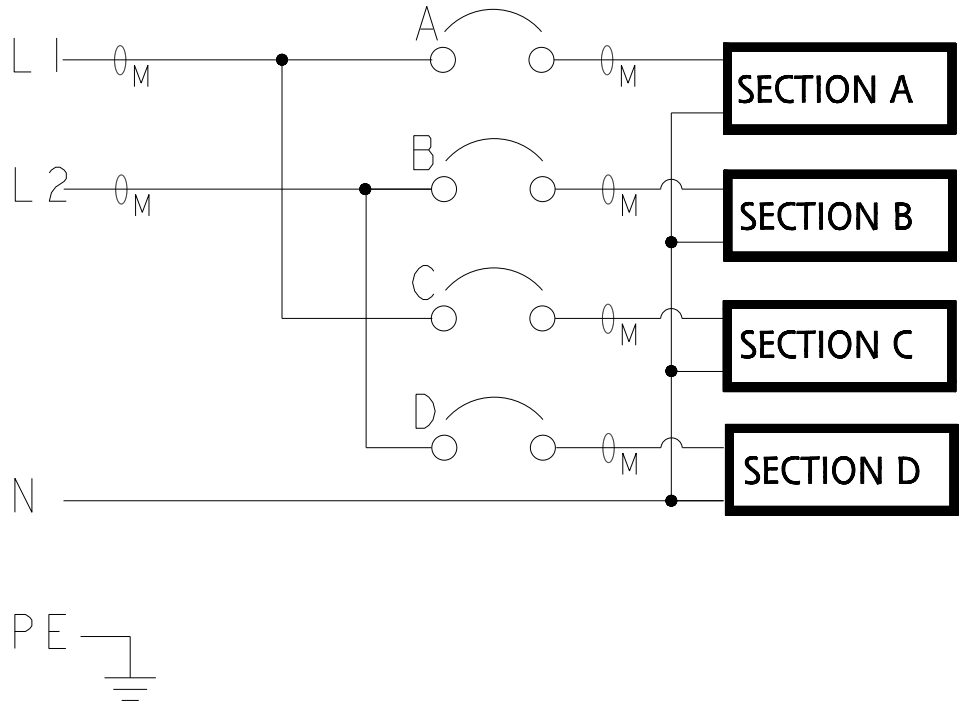 A
L1 M M SECTION A
B
L2 M M SECTION B
C
M SECTION C
D
M SECTION D
N
PE